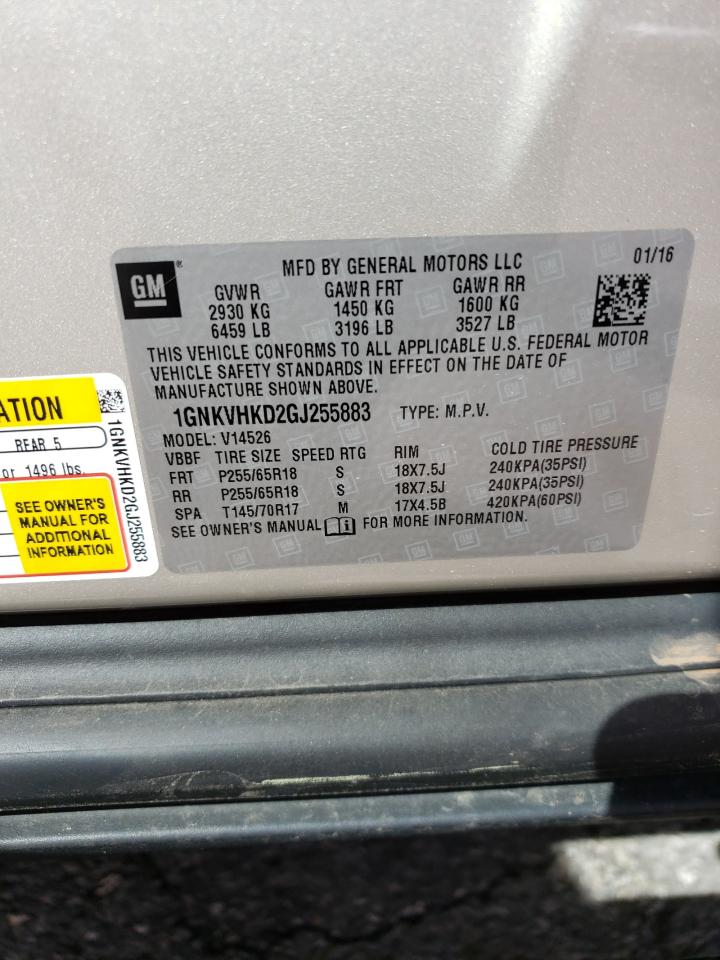 GM
MFD BY GENERAL MOTORS LLC
01/16
GVWR GAWR FRT GAWR RR
2930 KG 1450 KG 1600 KG
6459 LB 3196 LB 3527 LB
THIS VEHICLE CONFORMS TO ALL APPLICABLE U.S. FEDERAL MOTOR
VEHICLE SAFETY STANDARDS IN EFFECT ON THE DATE OF
MANUFACTURE SHOWN ABOVE.
1GNKVHKD2GJ255883 TYPE: M.P.V.
MODEL: V14526
VBBF TIRE SIZE SPEED RTG RIM COLD TIRE PRESSURE
FRT P255/65R18 S 18X7.5J 240KPA(35PSI)
RR P255/65R18 S 18X7.5J 240KPA(35PSI)
SPA T145/70R17 M 17X4.5B 420KPA(60PSI)
SEE OWNER'S MANUAL FOR MORE INFORMATION.
ATION
REAR 5
or 1496 lbs.
SEE OWNER'S
MANUAL FOR
ADDITIONAL
INFORMATION
1GNKVHKD2GJ255883